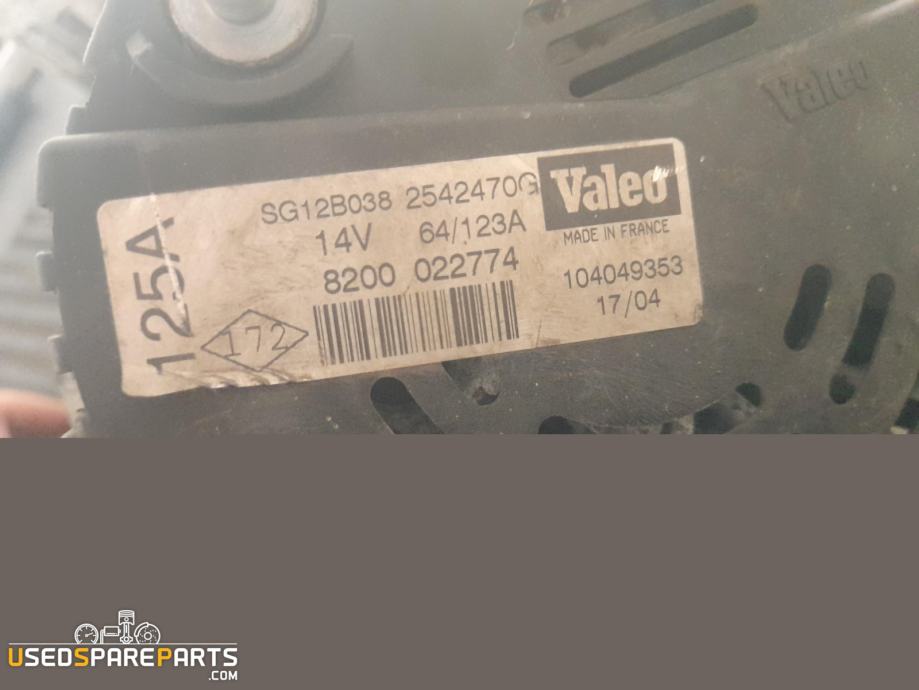 Valeo
125A
SG12B038 2542470G
Valeo
14V 64/123A
MADE IN FRANCE
8200 022774
104049353
17/04
172
USEDSPAREPARTS
.COM